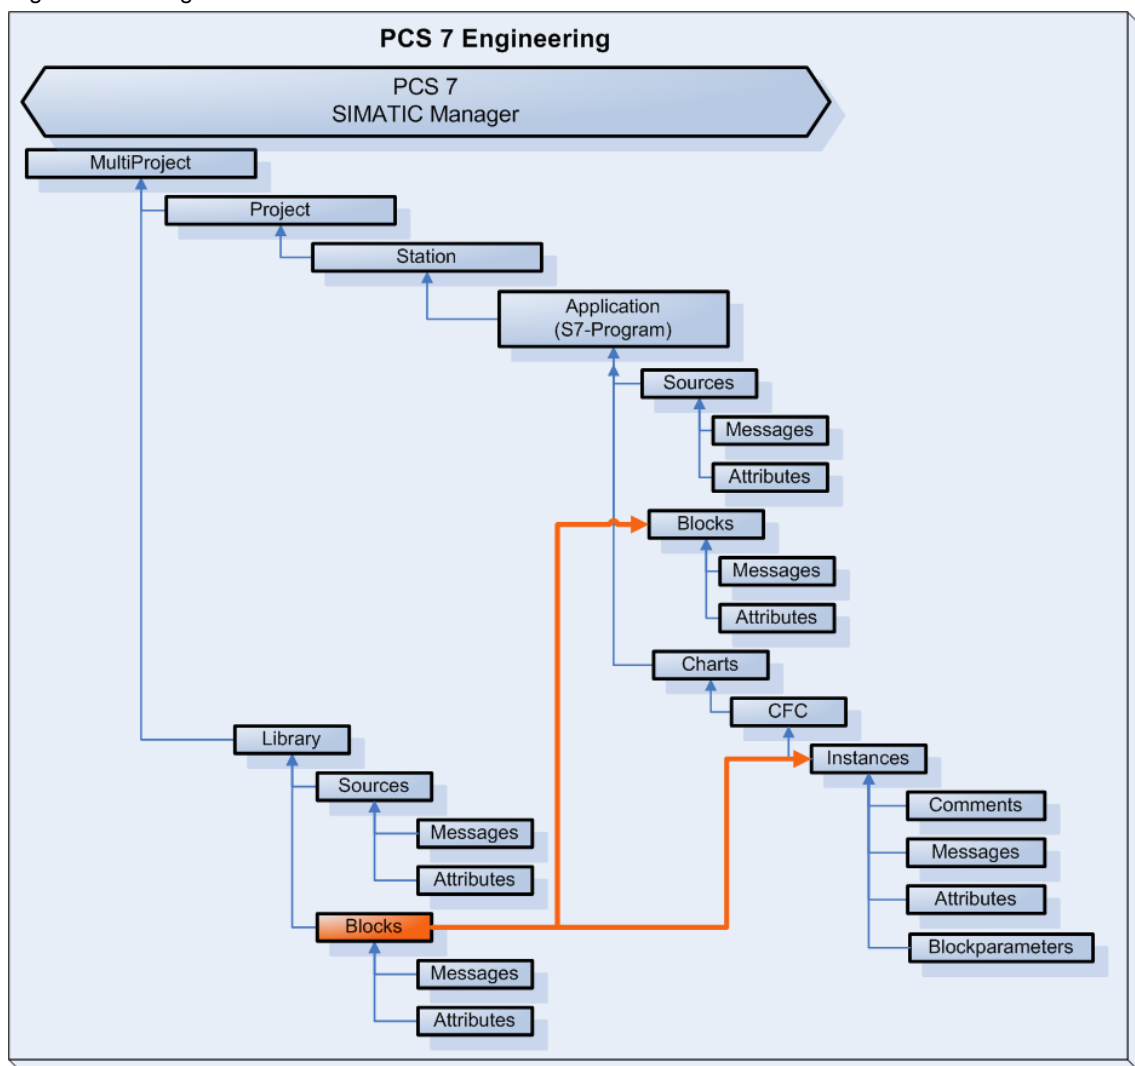 PCS 7 Engineering
PCS 7
SIMATIC Manager
MultiProject
Project
Station
Application
(S7-Program)
Sources
Messages
Attributes
Blocks
Messages
Attributes
Charts
CFC
Instances
Comments
Messages
Attributes
Blockparameters
Library
Sources
Messages
Attributes
Blocks
Messages
Attributes